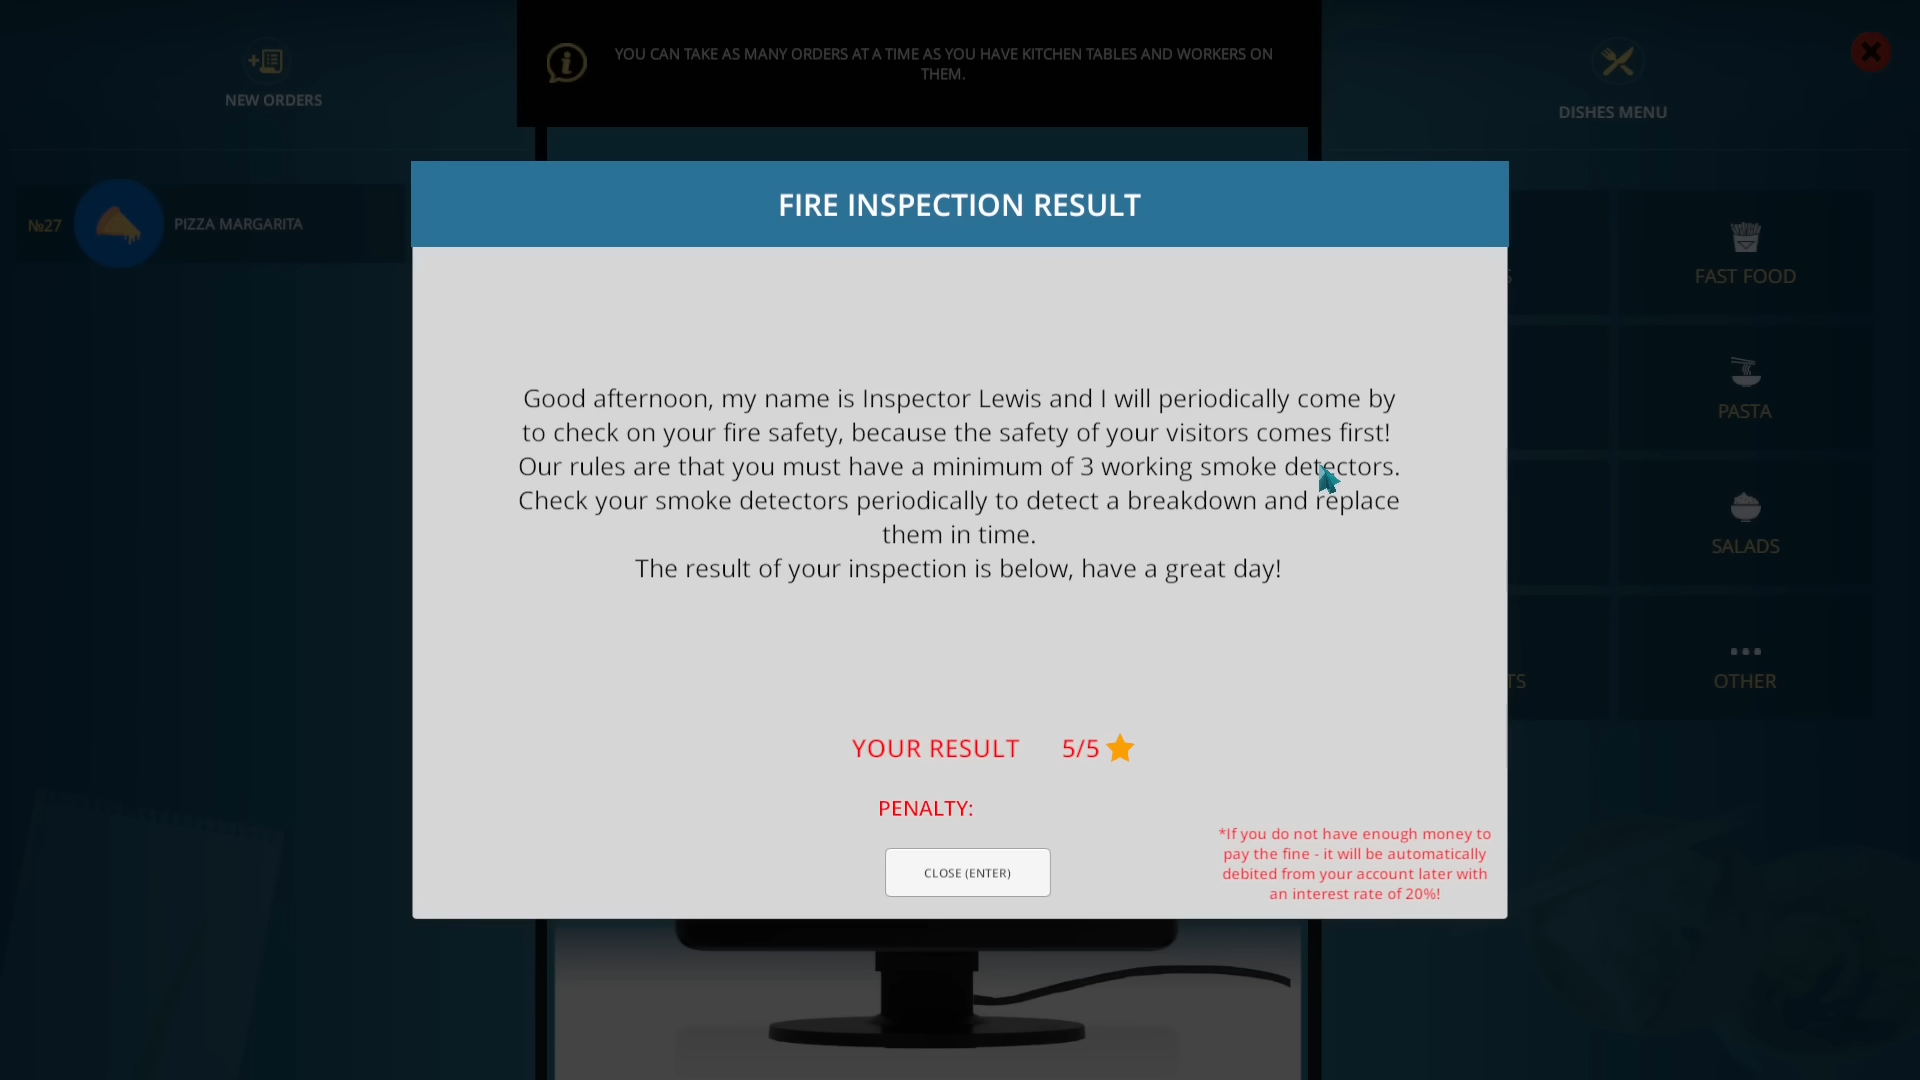 YOU CAN TAKE AS MANY ORDERS AT A TIME AS YOU HAVE KITCHEN TABLES AND WORKERS ON
THEM.
NEW ORDERS
DISHES MENU
№27 PIZZA MARGARITA
FIRE INSPECTION RESULT
Good afternoon, my name is Inspector Lewis and I will periodically come by
to check on your fire safety, because the safety of your visitors comes first!
Our rules are that you must have a minimum of 3 working smoke detectors.
Check your smoke detectors periodically to detect a breakdown and replace
them in time.
The result of your inspection is below, have a great day!
YOUR RESULT 5/5
PENALTY:
CLOSE (ENTER)
*If you do not have enough money to
pay the fine - it will be automatically
debited from your account later with
an interest rate of 20%!
FAST FOOD
PASTA
SALADS
OTHER